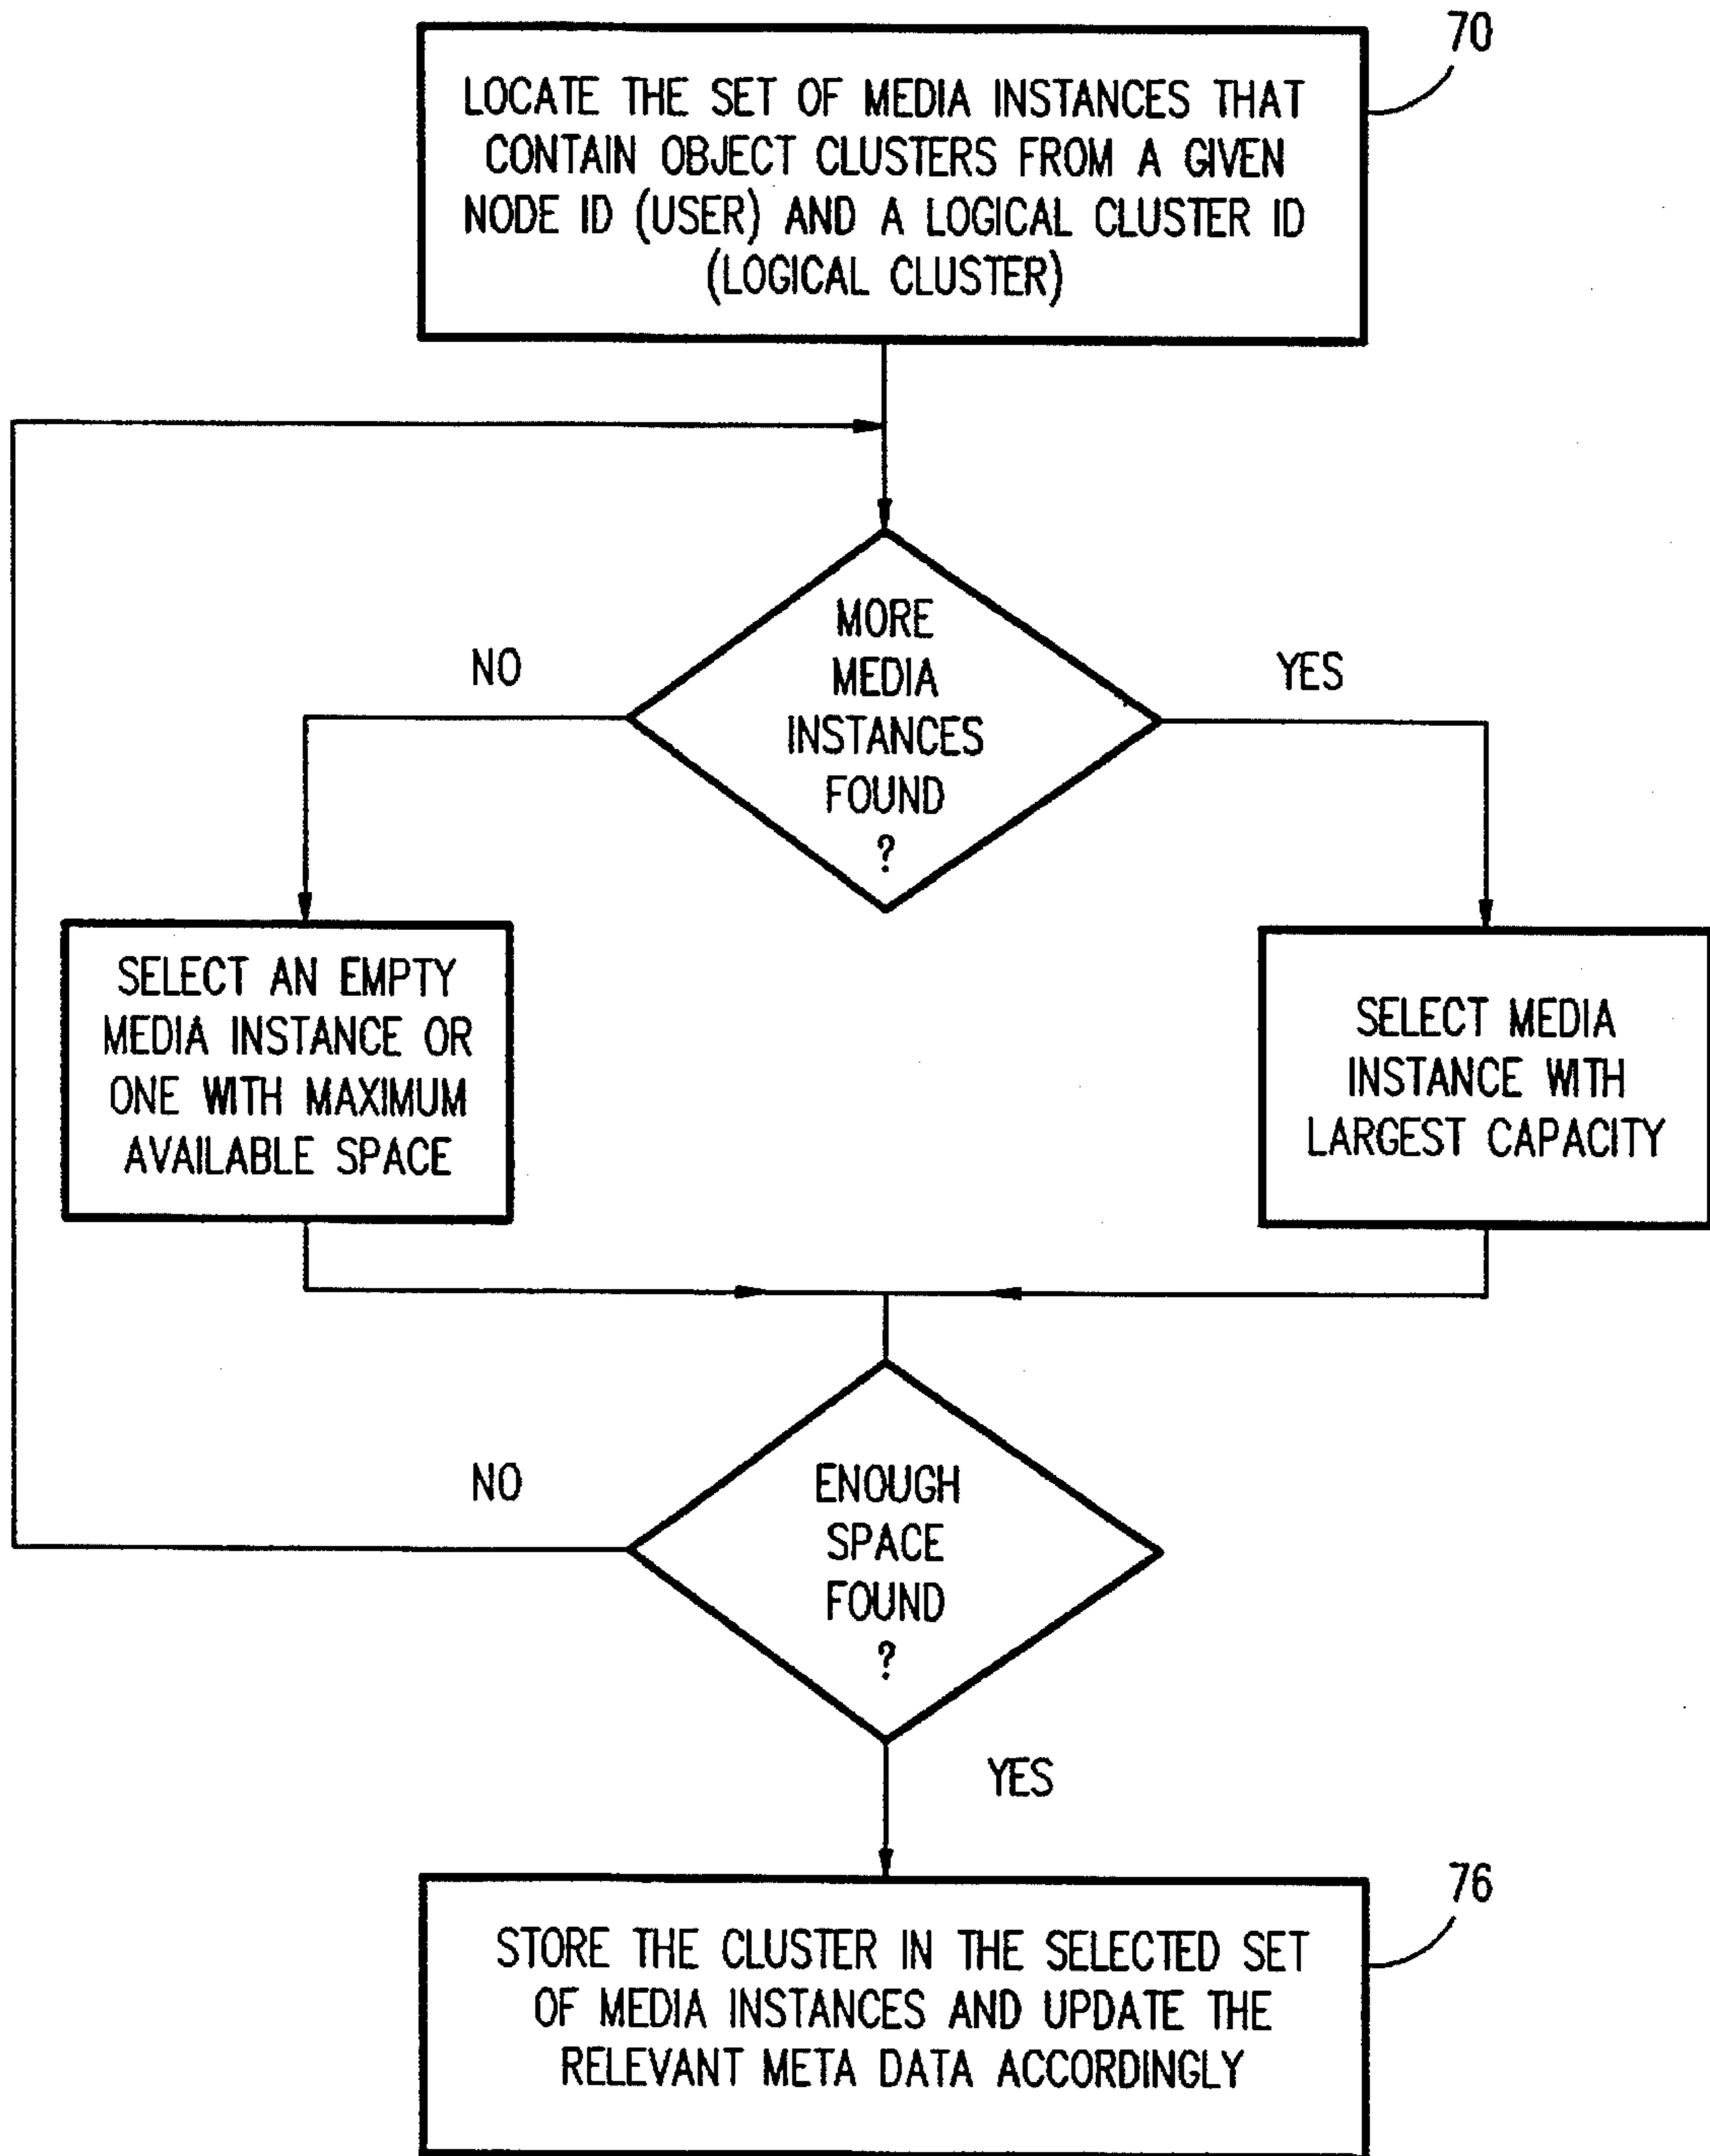 70
LOCATE THE SET OF MEDIA INSTANCES THAT
CONTAIN OBJECT CLUSTERS FROM A GIVEN
NODE ID (USER) AND A LOGICAL CLUSTER ID
(LOGICAL CLUSTER)
MORE
MEDIA
INSTANCES
FOUND
?
NO
YES
SELECT AN EMPTY
MEDIA INSTANCE OR
ONE WITH MAXIMUM
AVAILABLE SPACE
SELECT MEDIA
INSTANCE WITH
LARGEST CAPACITY
ENOUGH
SPACE
FOUND
?
NO
YES
76
STORE THE CLUSTER IN THE SELECTED SET
OF MEDIA INSTANCES AND UPDATE THE
RELEVANT META DATA ACCORDINGLY